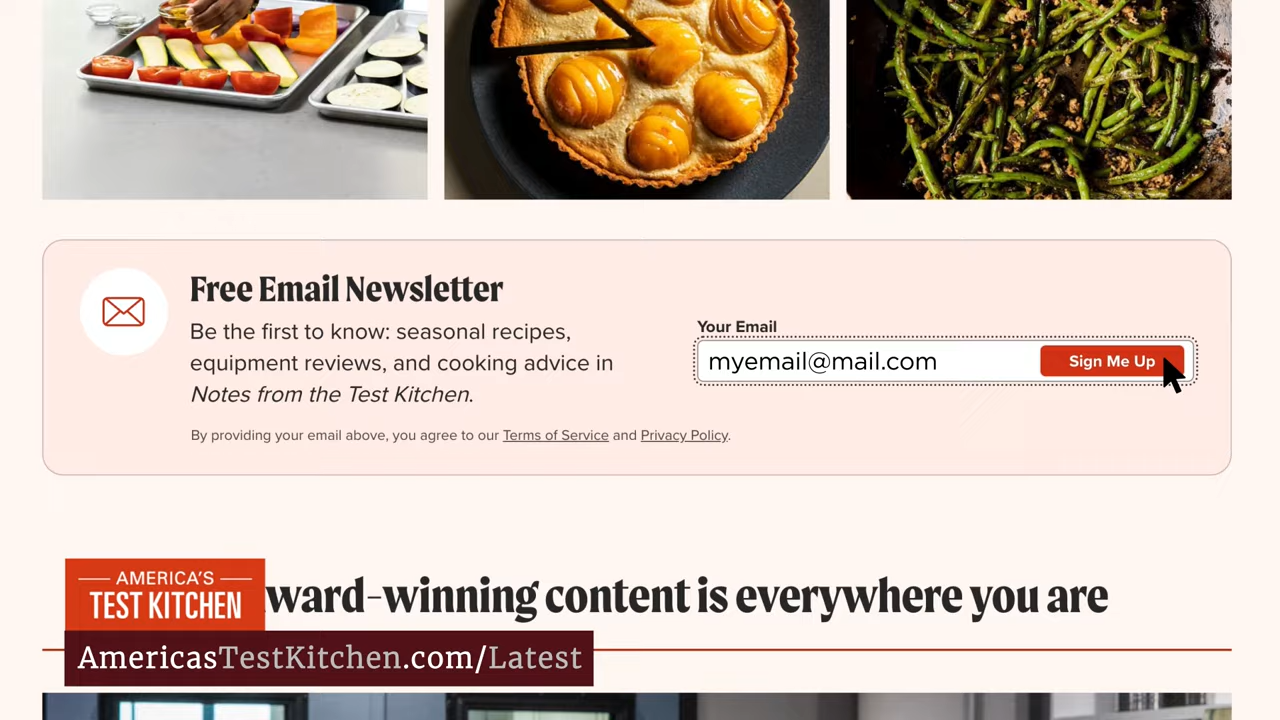 Free Email Newsletter
Be the first to know: seasonal recipes,
equipment reviews, and cooking advice in
Notes from the Test Kitchen.
By providing your email above, you agree to our Terms of Service and Privacy Policy.
Your Email
myemail@mail.com
Sign Me Up
ward-winning content is everywhere you are
AMERICA'S
TEST KITCHEN
AmericasTestKitchen.com/Latest